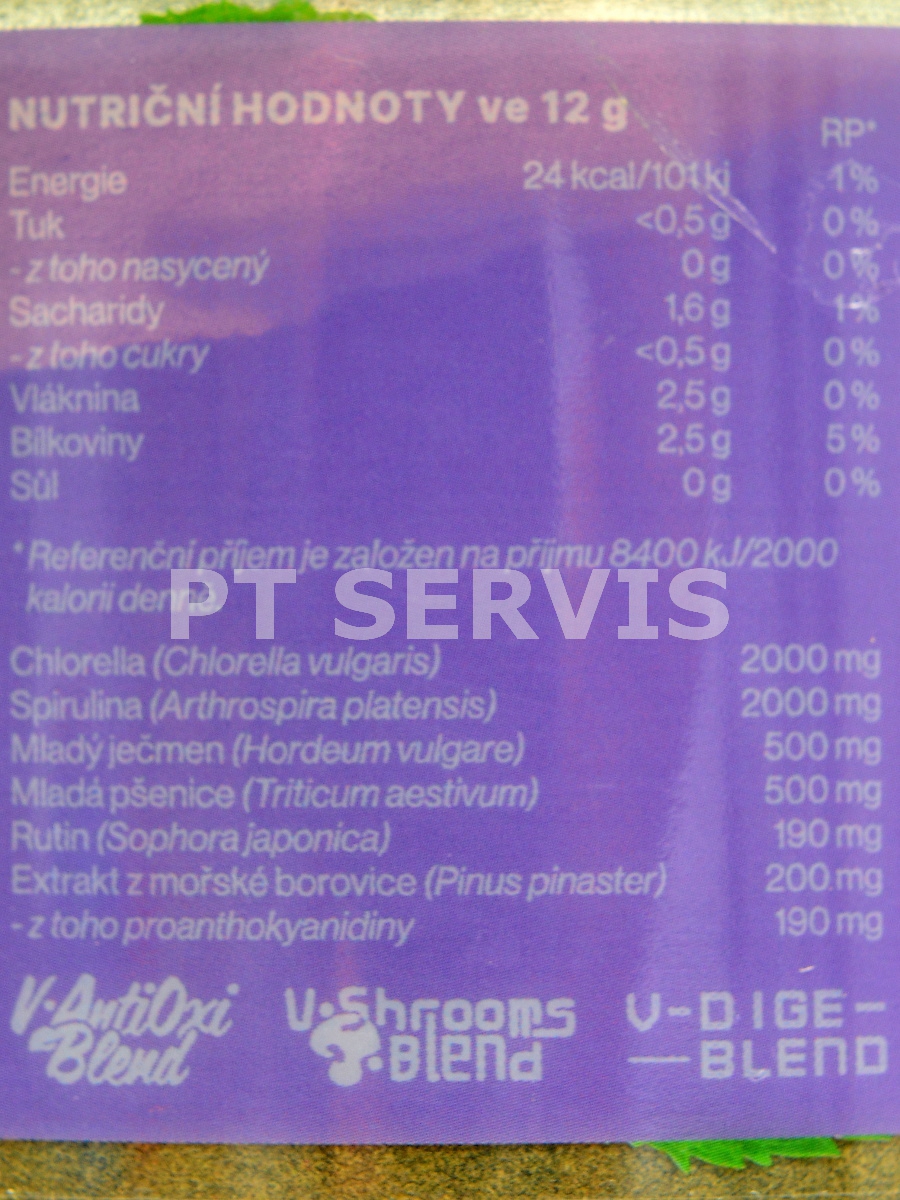 NUTRIČNÍ HODNOTY ve 12 g
RP*
Energie 24 kcal/101 kj 1%
Tuk <0,5 g 0%
- z toho nasycený 0 g 0%
Sacharidy 1,6 g 1%
- z toho cukry <0,5 g 0%
Vláknina 2,5 g 0%
Bílkoviny 2,5 g 5%
Sůl 0 g 0%
* Referenční příjem je založen na příjmu 8400 kJ/2000
kalorií denně
PT SERVIS
Chlorella (Chlorella vulgaris) 2000 mg
Spirulina (Arthrospira platensis) 2000 mg
Mladý ječmen (Hordeum vulgare) 500 mg
Mladá pšenice (Triticum aestivum) 500 mg
Rutin (Sophora japonica) 190 mg
Extrakt z mořské borovice (Pinus pinaster) 200 mg
- z toho proanthokyanidiny 190 mg
V·AntiOxi Blend
V·Shrooms Blend
V-DIGE-BLEND